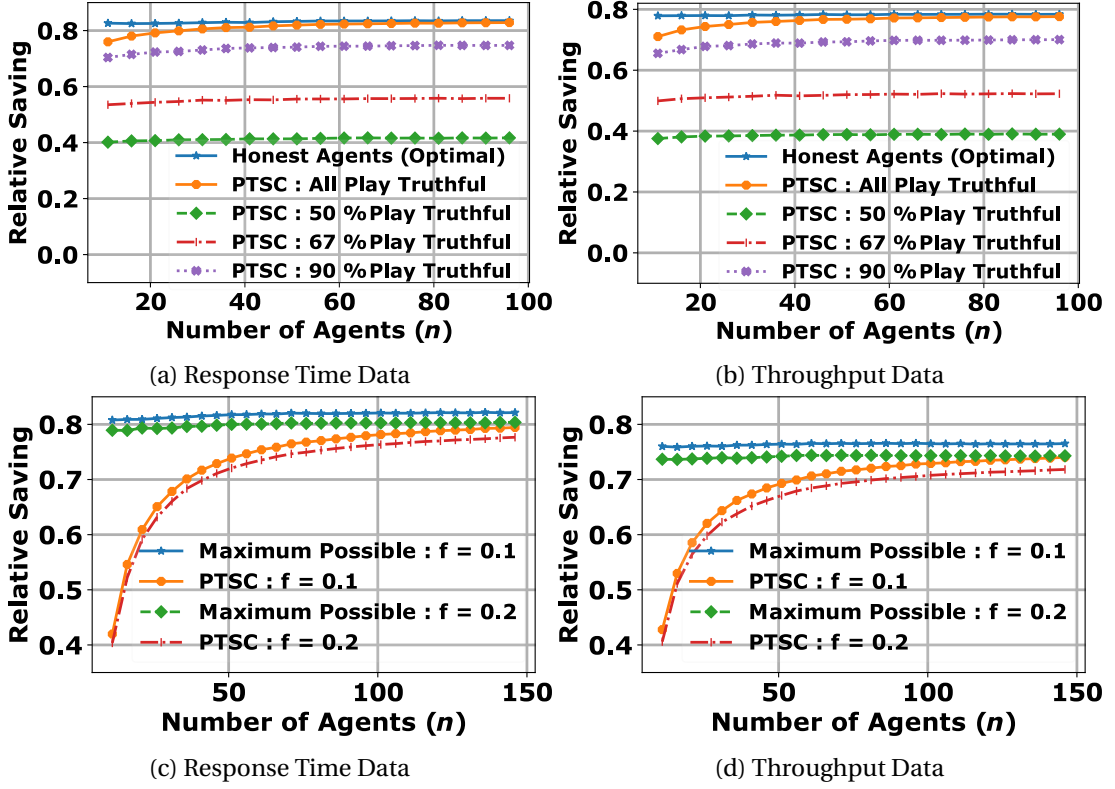 0.8
0.6
0.4
0.2
0.0
Relative Saving
Honest Agents (Optimal)
PTSC : All Play Truthful
PTSC : 50 % Play Truthful
PTSC : 67 % Play Truthful
PTSC : 90 % Play Truthful
20 40 60 80 100
Number of Agents (n)
(a) Response Time Data
0.8
0.6
0.4
0.2
0.0
Relative Saving
Honest Agents (Optimal)
PTSC : All Play Truthful
PTSC : 50 % Play Truthful
PTSC : 67 % Play Truthful
PTSC : 90 % Play Truthful
20 40 60 80 100
Number of Agents (n)
(b) Throughput Data
0.8
0.7
0.6
0.5
0.4
Relative Saving
Maximum Possible : f = 0.1
PTSC : f = 0.1
Maximum Possible : f = 0.2
PTSC : f = 0.2
50 100 150
Number of Agents (n)
(c) Response Time Data
0.8
0.7
0.6
0.5
0.4
Relative Saving
Maximum Possible : f = 0.1
PTSC : f = 0.1
Maximum Possible : f = 0.2
PTSC : f = 0.2
50 100 150
Number of Agents (n)
(d) Throughput Data